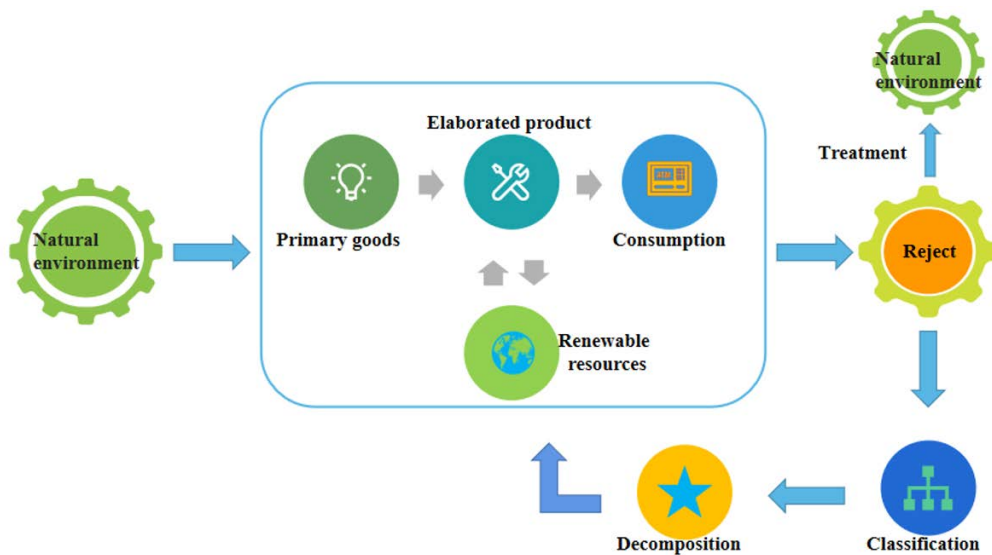 Natural
environment
Elaborated product
Primary goods
Consumption
Renewable
resources
Natural
environment
Treatment
Reject
Decomposition
Classification